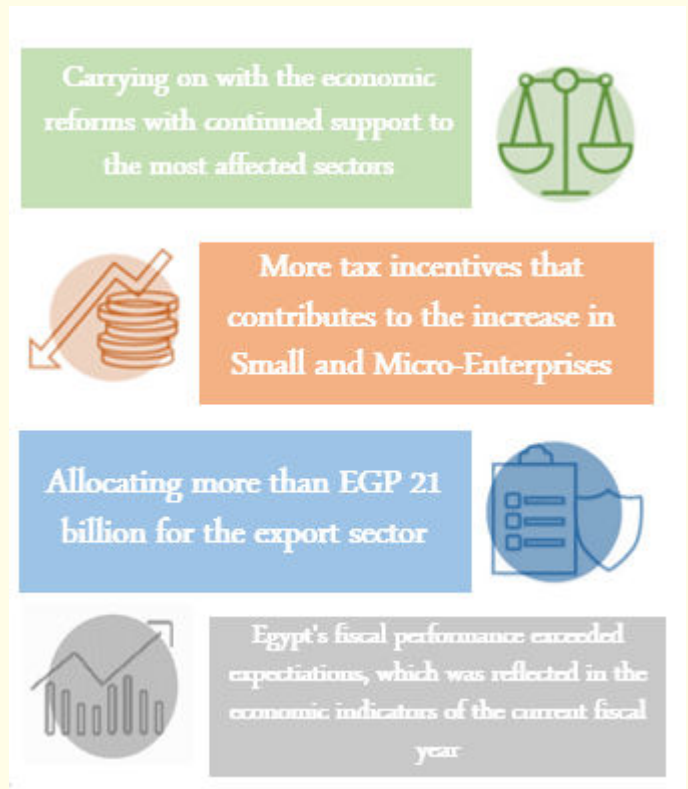 Carrying on with the economic
reforms with continued support to
the most affected sectors
More tax incentives that
contributes to the increase in
Small and Micro-Enterprises
Allocating more than EGP 21
billion for the export sector
Egypt's fiscal performance exceeded
expectiations, which was reflected in the
economic indicators of the current fiscal
year